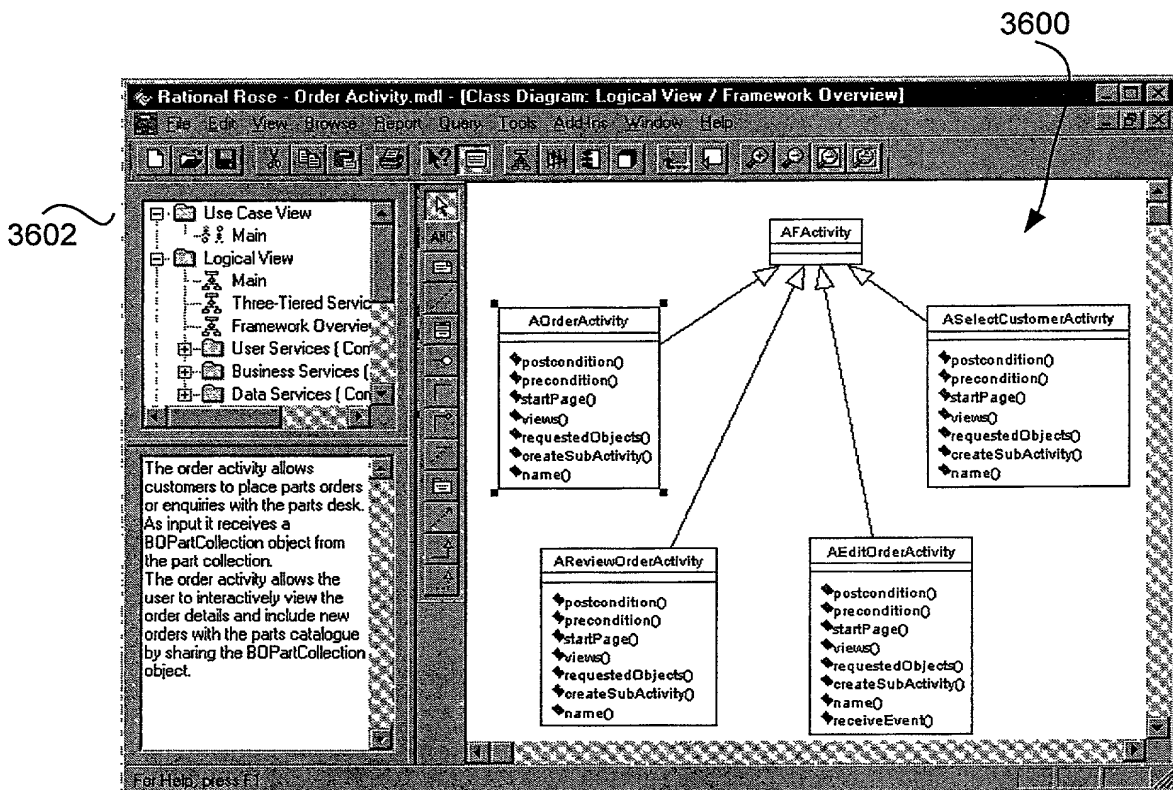 3600
Rational Rose - Order Activity.mdl - [Class Diagram: Logical View / Framework Overview]
File Edit View Browse Report Query Tools Add-Ins Window Help
3602
Use Case View
Main
Logical View
Main
Three-Tiered Servic
Framework Overview
User Services ( Com
Business Services (
Data Services ( Con
ABC
The order activity allows
customers to place parts orders
or enquiries with the parts desk.
As input it receives a
BOPartCollection object from
the part collection.
The order activity allows the
user to interactively view the
order details and include new
orders with the parts catalogue
by sharing the BOPartCollection
object.
AFActivity
AOrderActivity
postcondition()
precondition()
startPage()
views()
requestedObjects()
createSubActivity()
name()
ASelectCustomerActivity
postcondition()
precondition()
startPage()
views()
requestedObjects()
createSubActivity()
name()
AReviewOrderActivity
postcondition()
precondition()
startPage()
views()
requestedObjects()
createSubActivity()
name()
AEditOrderActivity
postcondition()
precondition()
startPage()
views()
requestedObjects()
createSubActivity()
name()
receiveEvent()
For Help, press F1